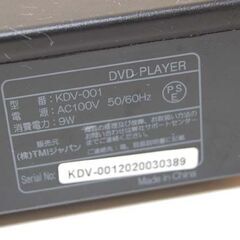 DVD PLAYER
型 番：KDV-001
電 源：AC100V 50/60Hz
消費電力：9W
PSE
販売元
(株)TMIジャパン
Serial No:
KDV-0012020030389
Made in China